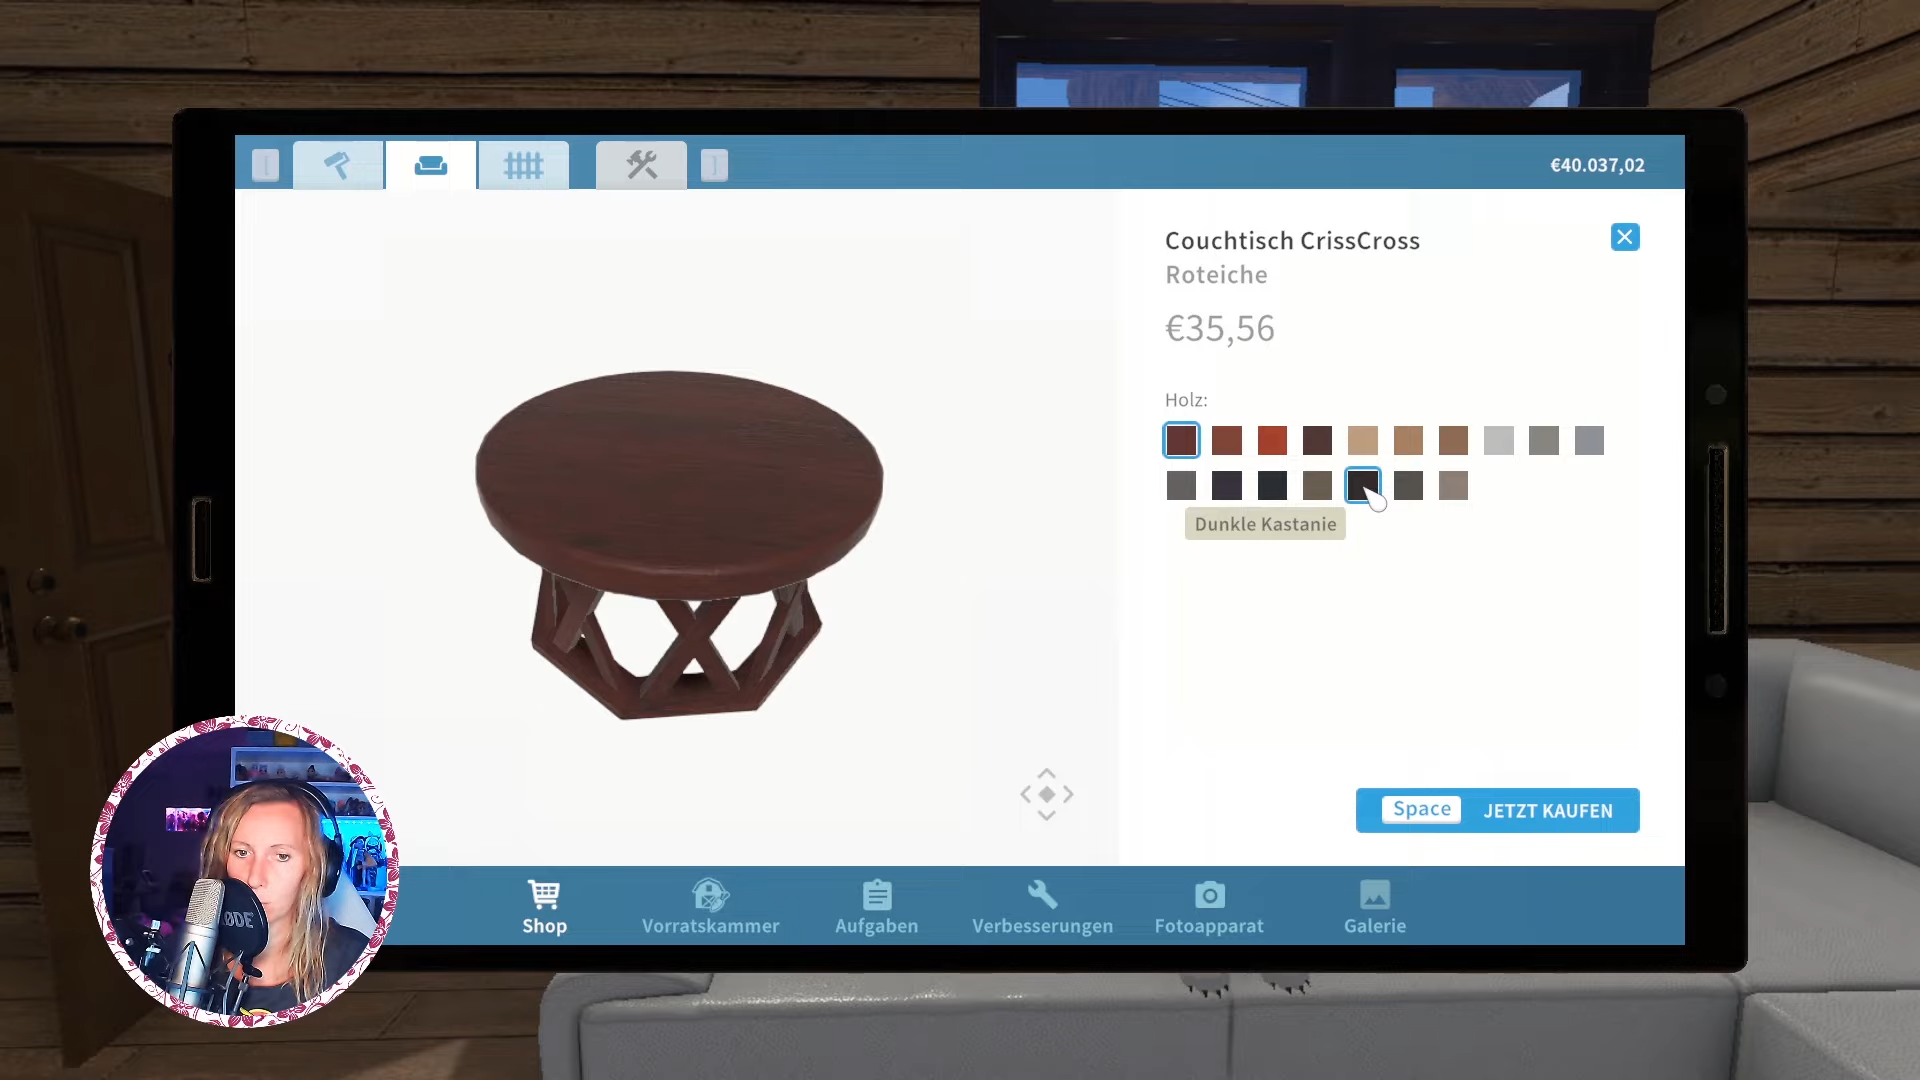 [
]
€40.037,02
Couchtisch CrissCross
Roteiche
€35,56
Holz:
Dunkle Kastanie
Space JETZT KAUFEN
RØDE
Shop
Vorratskammer
Aufgaben
Verbesserungen
Fotoapparat
Galerie